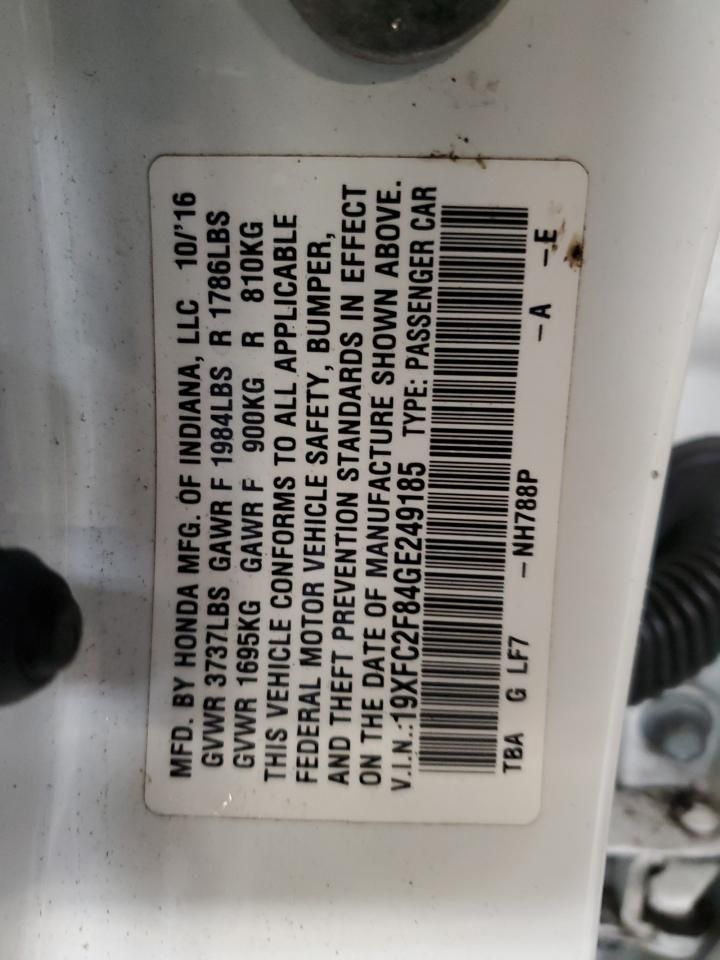 MFD. BY HONDA MFG. OF INDIANA, LLC 10/'16
GVWR 3737LBS GAWR F 1984LBS R 1786LBS
GVWR 1695KG GAWR F 900KG R 810KG
THIS VEHICLE CONFORMS TO ALL APPLICABLE
FEDERAL MOTOR VEHICLE SAFETY, BUMPER,
AND THEFT PREVENTION STANDARDS IN EFFECT
ON THE DATE OF MANUFACTURE SHOWN ABOVE.
V.I.N.:19XFC2F84GE249185 TYPE: PASSENGER CAR
TBA G LF7 –NH788P –A –E